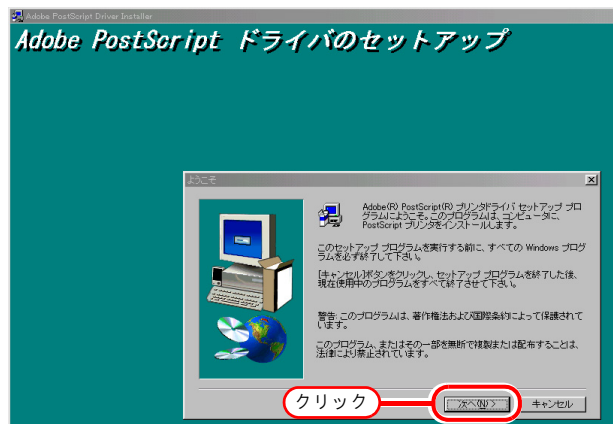 Adobe PostScript Driver Installer
Adobe PostScript ドライバのセットアップ
ようこそ
Adobe(R) PostScript(R) プリンタドライバ セットアップ プロ
グラムにようこそ。このプログラムは、コンピュータに、
PostScript プリンタをインストールします。
このセットアップ プログラムを実行する前に、すべての Windows プログ
ラムを必ず終了して下さい。
[キャンセル]ボタンをクリックし、セットアップ プログラムを終了した後、
現在使用中のプログラムをすべて終了させて下さい。
警告: このプログラムは、著作権法および国際条約によって保護されて
います。
このプログラム、またはその一部を無断で複製または配布することは、
法律により禁止されています。
クリック
次へ(N) >
キャンセル